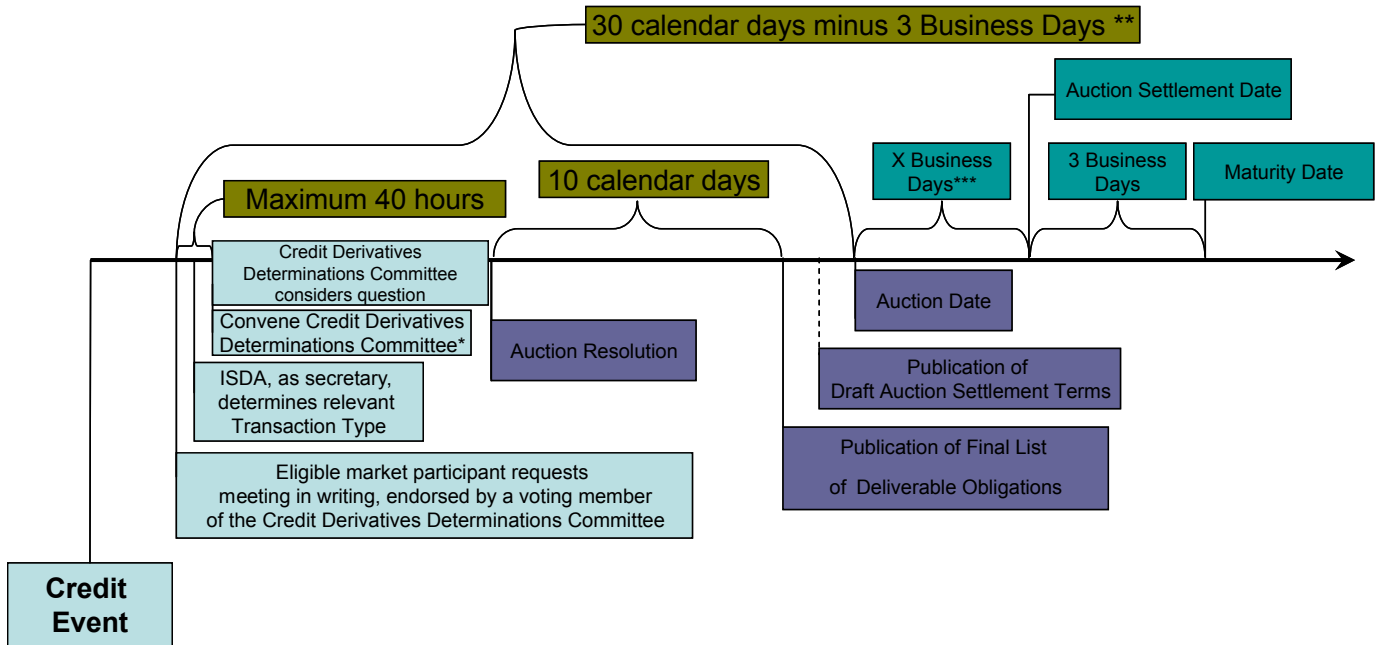 30 calendar days minus 3 Business Days **
Auction Settlement Date
X Business
Days***
3 Business
Days
Maturity Date
10 calendar days
Maximum 40 hours
Credit Derivatives
Determinations Committee
considers question
Convene Credit Derivatives
Determinations Committee*
Auction Date
Auction Resolution
ISDA, as secretary,
determines relevant
Transaction Type
Publication of
Draft Auction Settlement Terms
Publication of Final List
of Deliverable Obligations
Eligible market participant requests
meeting in writing, endorsed by a voting member
of the Credit Derivatives Determinations Committee
Credit
Event